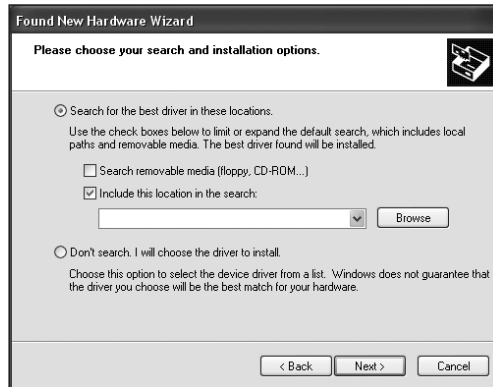 Found New Hardware Wizard
Please choose your search and installation options.
Search for the best driver in these locations.
Use the check boxes below to limit or expand the default search, which includes local
paths and removable media. The best driver found will be installed.
Search removable media (floppy, CD-ROM...)
Include this location in the search:
Browse
Don't search. I will choose the driver to install.
Choose this option to select the device driver from a list. Windows does not guarantee that
the driver you choose will be the best match for your hardware.
< Back Next > Cancel